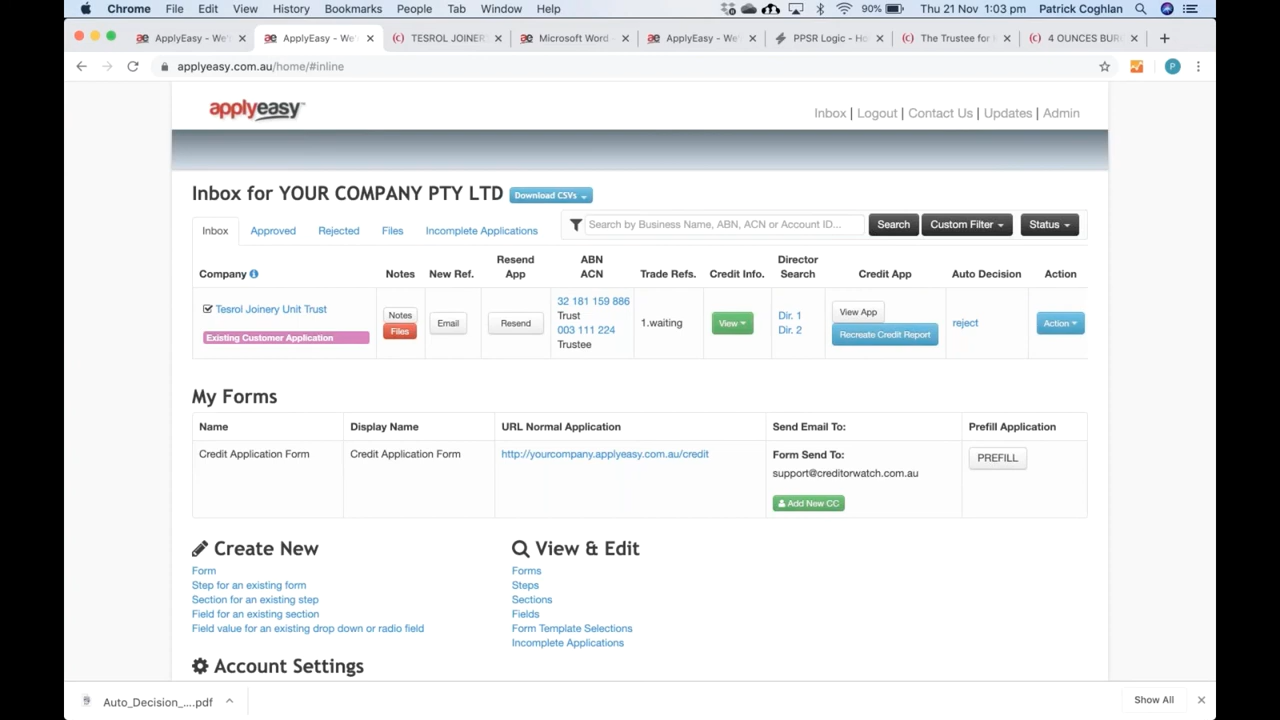 Chrome File Edit View History Bookmarks People Tab Window Help 90% Thu 21 Nov 1:03 pm Patrick Coghlan
ApplyEasy - We' ApplyEasy - We' TESROL JOINER Microsoft Word - ApplyEasy - We' PPSR Logic - Ho The Trustee for 4 OUNCES BUR
applyeasy.com.au/home/#inline P
applyeasy
Inbox | Logout | Contact Us | Updates | Admin
Inbox for YOUR COMPANY PTY LTD Download CSVs
Inbox Approved Rejected Files Incomplete Applications Search by Business Name, ABN, ACN or Account ID... Search Custom Filter Status
Company Notes New Ref. Resend App ABN ACN Trade Refs. Credit Info. Director Search Credit App Auto Decision Action
Tesrol Joinery Unit Trust
Existing Customer Application
Notes
Files
Email
Resend
32 181 159 886
Trust
003 111 224
Trustee
1.waiting
View
Dir. 1
Dir. 2
View App
Recreate Credit Report
reject
Action
My Forms
Name Display Name URL Normal Application Send Email To: Prefill Application
Credit Application Form Credit Application Form http://yourcompany.applyeasy.com.au/credit Form Send To: PREFILL
support@creditorwatch.com.au
Add New CC
Create New
Form
Step for an existing form
Section for an existing step
Field for an existing section
Field value for an existing drop down or radio field
View & Edit
Forms
Steps
Sections
Fields
Form Template Selections
Incomplete Applications
Account Settings
Auto_Decision_....pdf Show All